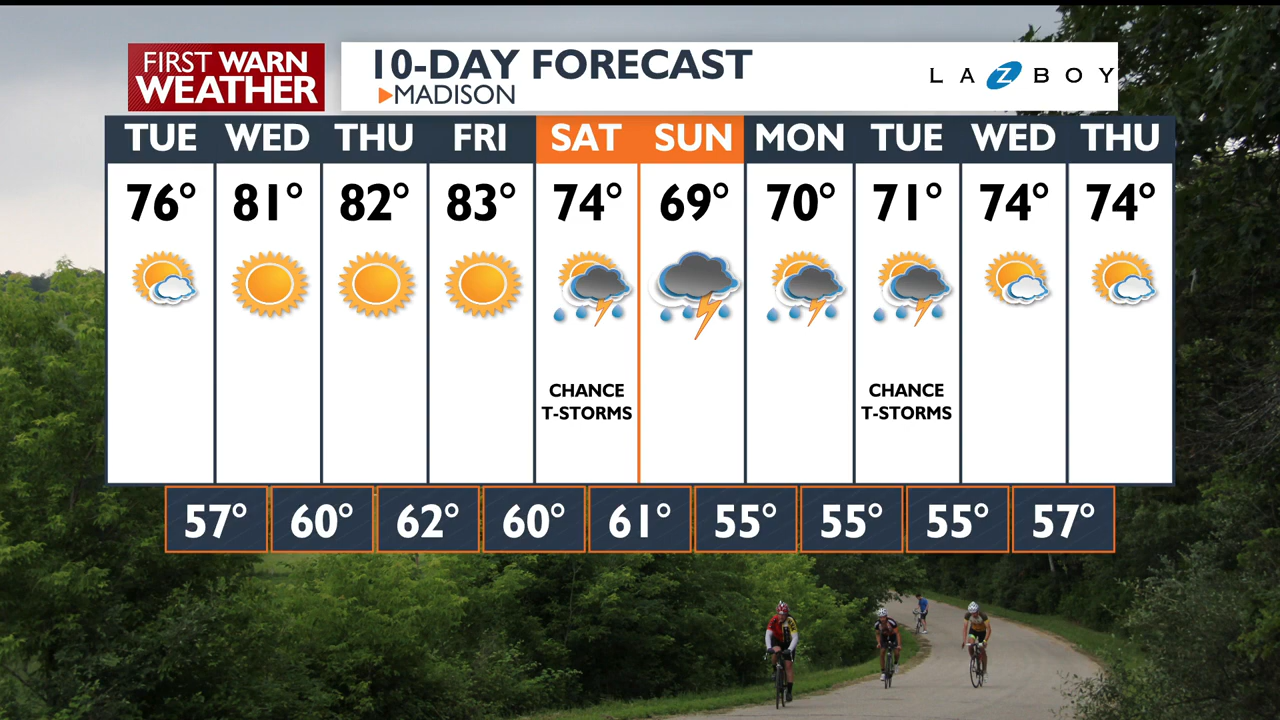 FIRST WARN
WEATHER
10-DAY FORECAST
MADISON
LA Z BOY
TUE WED THU FRI SAT SUN MON TUE WED THU
76° 81° 82° 83° 74° 69° 70° 71° 74° 74°
CHANCE CHANCE
T-STORMS T-STORMS
57° 60° 62° 60° 61° 55° 55° 55° 57°